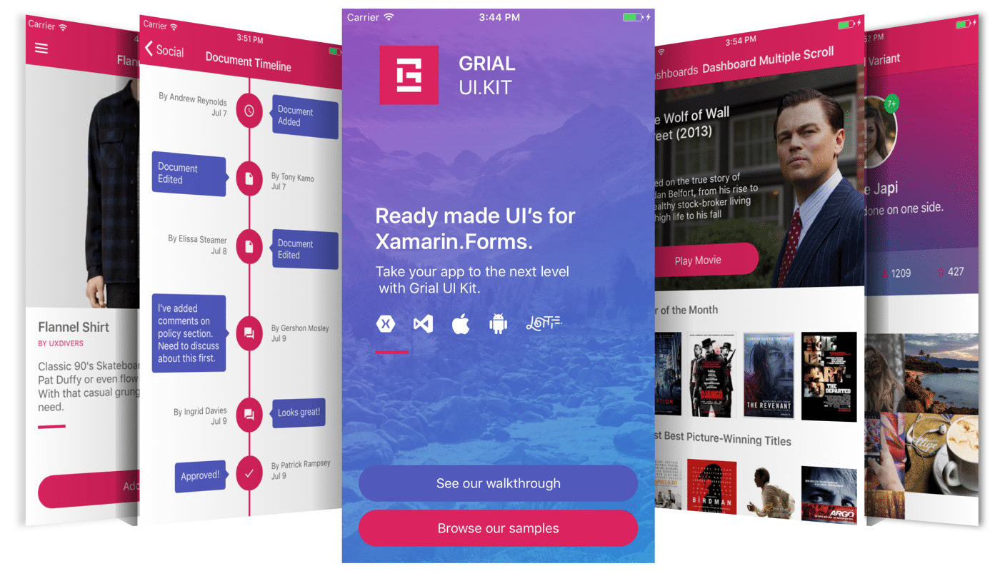 Carrier
Flan
Flannel Shirt
BY UXDIVERS
Classic 90's Skateboa
Pat Duffy or even flow
With that casual grung
need.
Add
Carrier
3:51 PM
Social
Document Timeline
By Andrew Reynolds
Jul 7
Document
Added
Document
Edited
By Tony Kamo
Jul 7
By Elissa Steamer
Jul 8
Document
Edited
I've added
comments on
policy section.
Need to discuss
about this first.
By Gershon Mosley
Jul 9
By Ingrid Davies
Jul 9
Looks great!
Approved!
By Patrick Rampsey
Jul 9
Carrier
3:44 PM
GRIAL
UI.KIT
Ready made UI's for
Xamarin.Forms.
Take your app to the next level
with Grial UI Kit.
LOTTIE
See our walkthrough
Browse our samples
3:54 PM
shboards
Dashboard Multiple Scroll
e Wolf of Wall
reet (2013)
ed on the true story of
dan Belfort, from his rise to
ealthy stock-broker living
high life to his fall
Play Movie
r of the Month
PTION
DJANGO
THE REVENANT
THE DEPARTED
st Best Picture-Winning Titles
SPOTLIGHT
BIRDMAN
ARGO
52 PM
Variant
7+
e Japi
done on one side.
1209
427